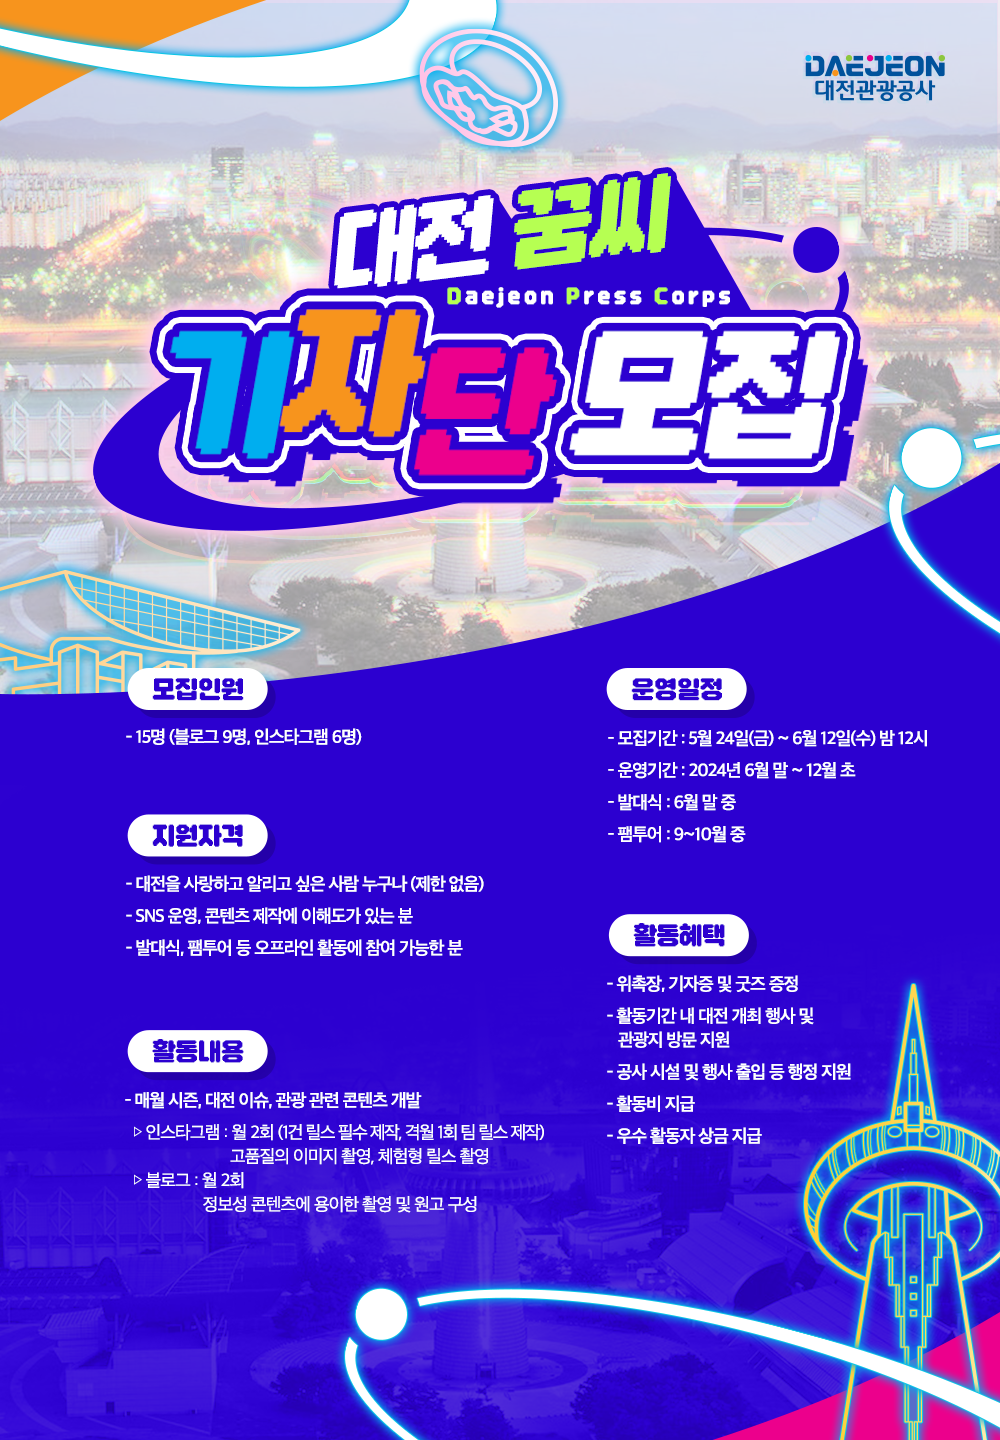 DAEJEON
대전관광공사
대전 꿈씨
Daejeon Press Corps
기자단 모집
모집인원
- 15명 (블로그 9명, 인스타그램 6명)
지원자격
- 대전을 사랑하고 알리고 싶은 사람 누구나 (제한 없음)
- SNS 운영, 콘텐츠 제작에 이해도가 있는 분
- 발대식, 팸투어 등 오프라인 활동에 참여 가능한 분
활동내용
- 매월 시즌, 대전 이슈, 관광 관련 콘텐츠 개발
▷ 인스타그램 : 월 2회 (1건 릴스 필수 제작, 격월 1회 팀 릴스 제작)
고품질의 이미지 촬영, 체험형 릴스 촬영
▷ 블로그 : 월 2회
정보성 콘텐츠에 용이한 촬영 및 원고 구성
운영일정
- 모집기간 : 5월 24일(금) ~ 6월 12일(수) 밤 12시
- 운영기간 : 2024년 6월 말 ~ 12월 초
- 발대식 : 6월 말 중
- 팸투어 : 9~10월 중
활동혜택
- 위촉장, 기자증 및 굿즈 증정
- 활동기간 내 대전 개최 행사 및
관광지 방문 지원
- 공사 시설 및 행사 출입 등 행정 지원
- 활동비 지급
- 우수 활동자 상금 지급